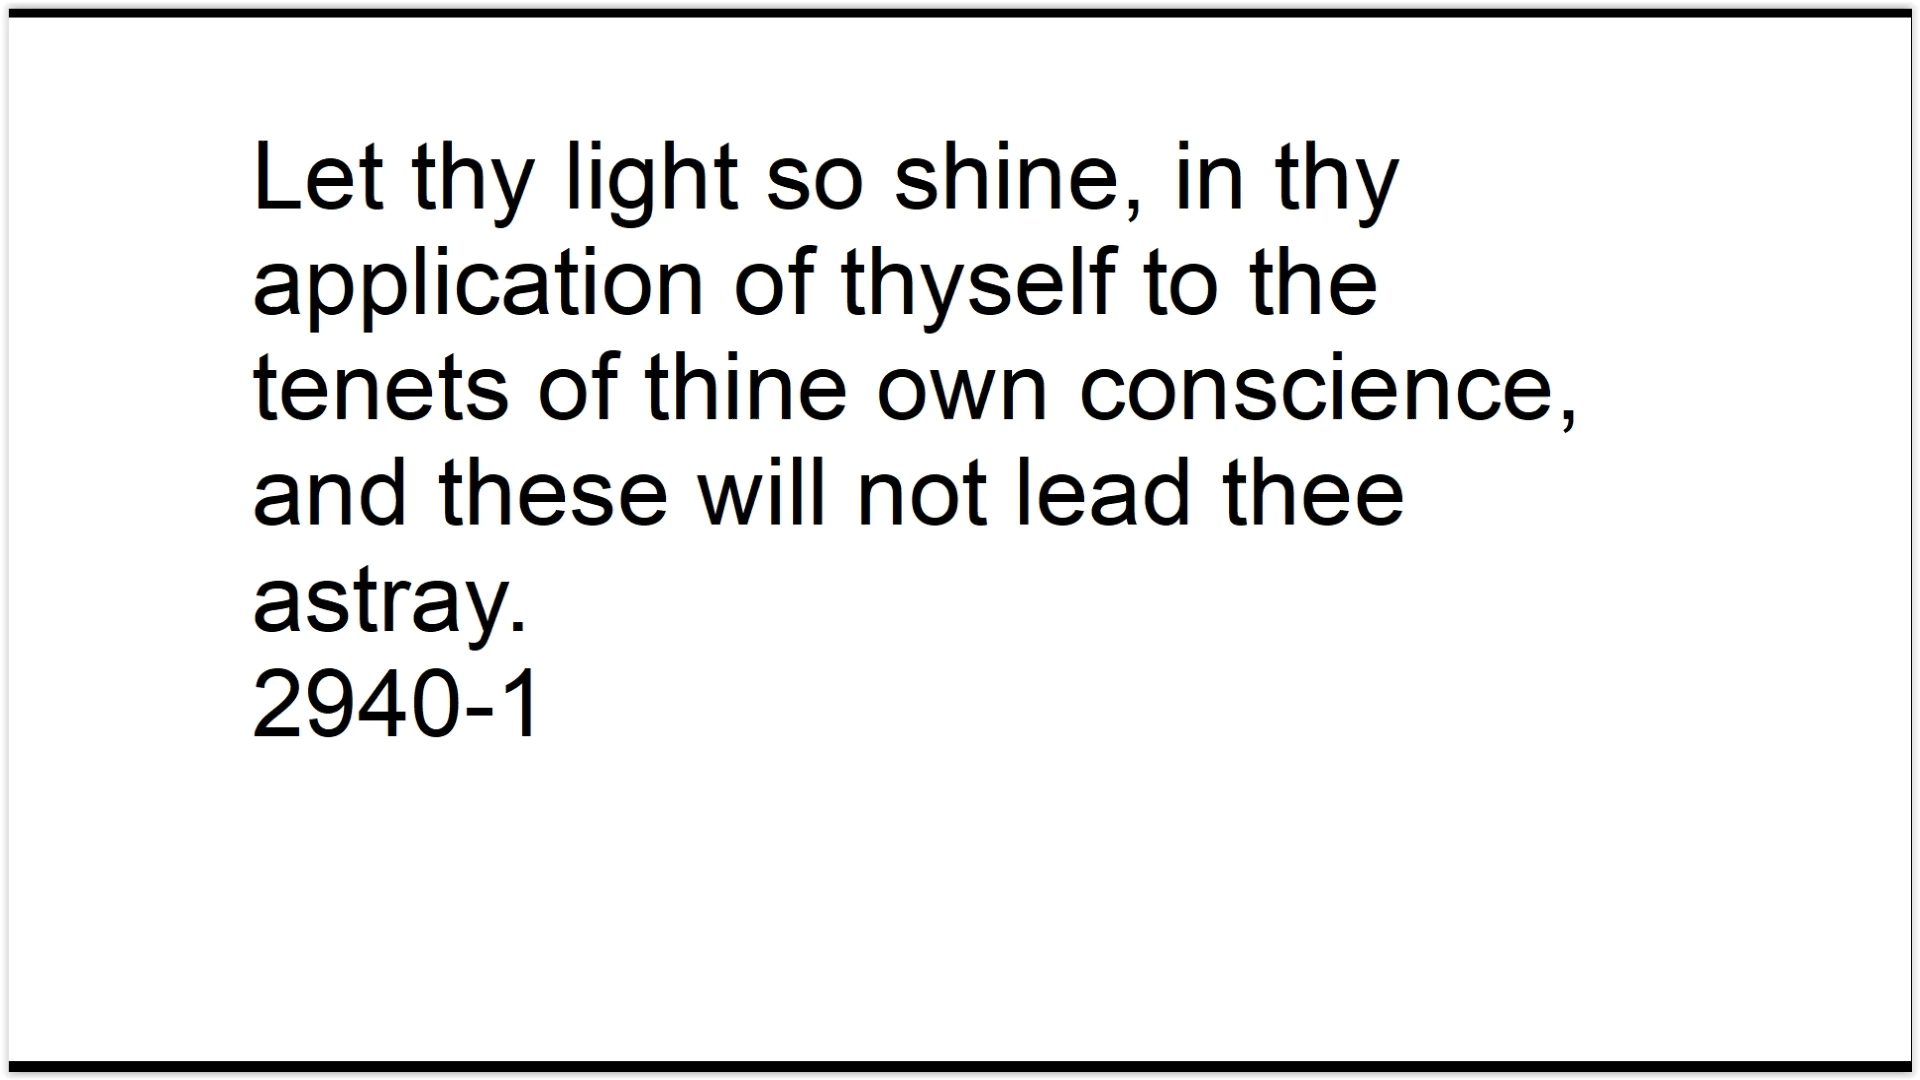 Let thy light so shine, in thy
application of thyself to the
tenets of thine own conscience,
and these will not lead thee
astray.
2940-1